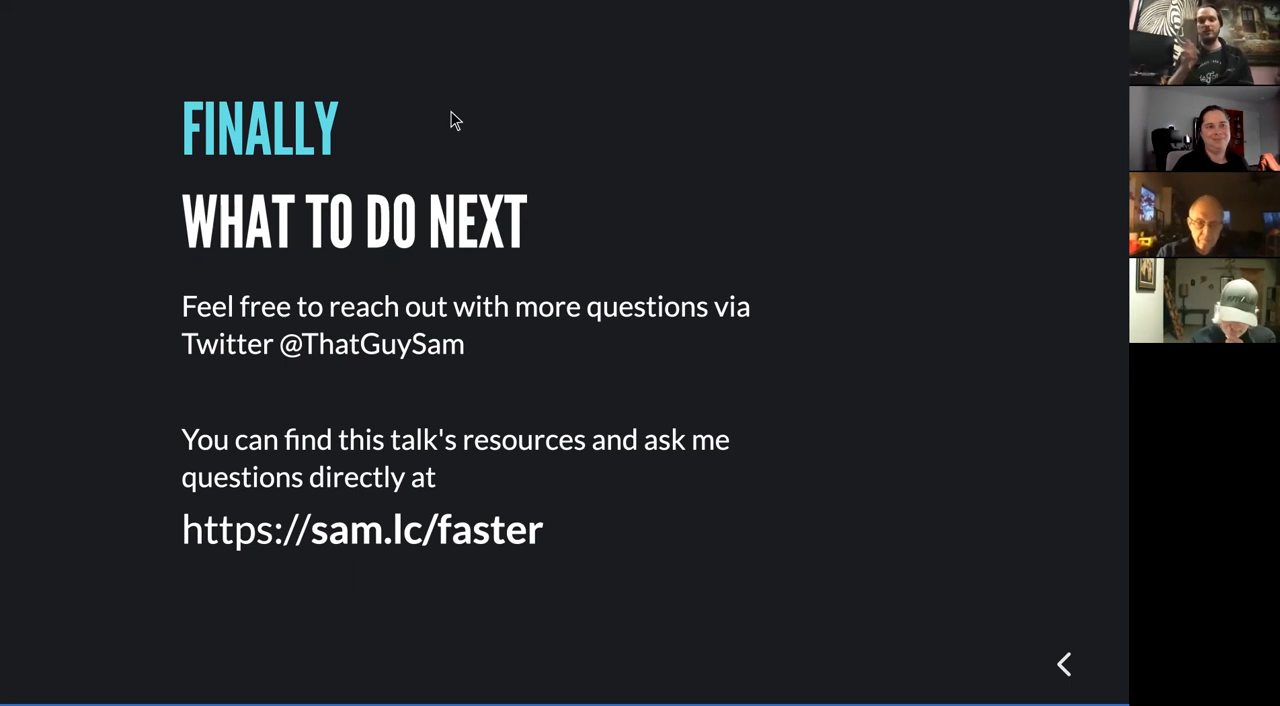 FINALLY
WHAT TO DO NEXT
Feel free to reach out with more questions via
Twitter @ThatGuySam
You can find this talk's resources and ask me
questions directly at
https://sam.lc/faster